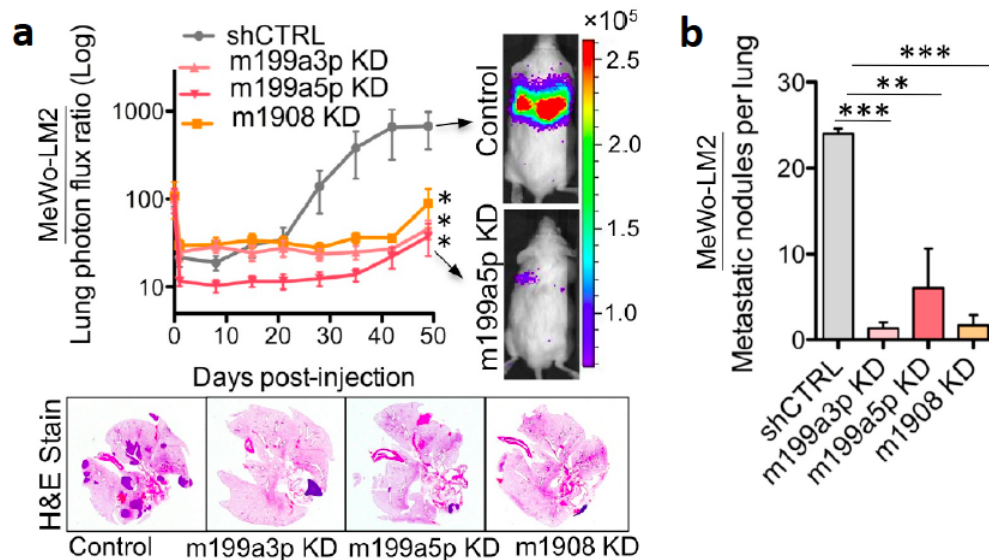 a
shCTRL
m199a3p KD
m199a5p KD
m1908 KD
MeWo-LM2
Lung photon flux ratio (Log)
1000
100
10
0 10 20 30 40 50
Days post-injection
*
*
*
Control
m199a5p KD
×10⁵
2.5
2.0
1.5
1.0
H&E Stain
Control
m199a3p KD
m199a5p KD
m1908 KD
b
MeWo-LM2
Metastatic nodules per lung
30
20
10
0
***
**
***
shCTRL
m199a3p KD
m199a5p KD
m1908 KD